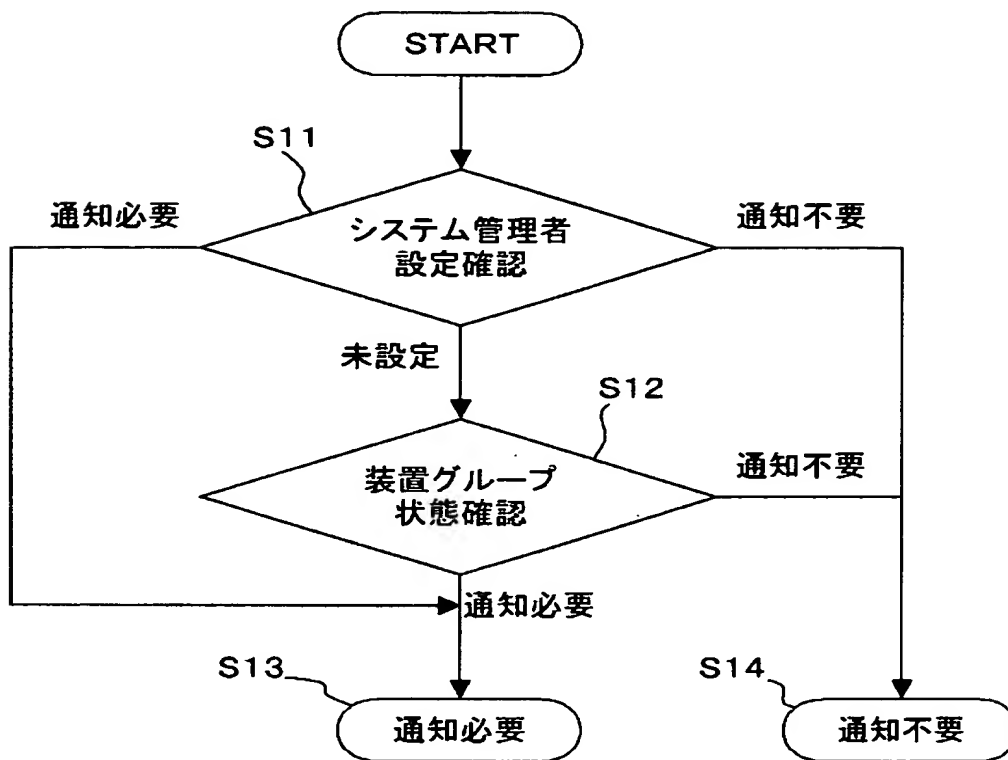 START
S11
通知必要
システム管理者
設定確認
通知不要
未設定
S12
装置グループ
状態確認
通知不要
通知必要
S13
通知必要
S14
通知不要